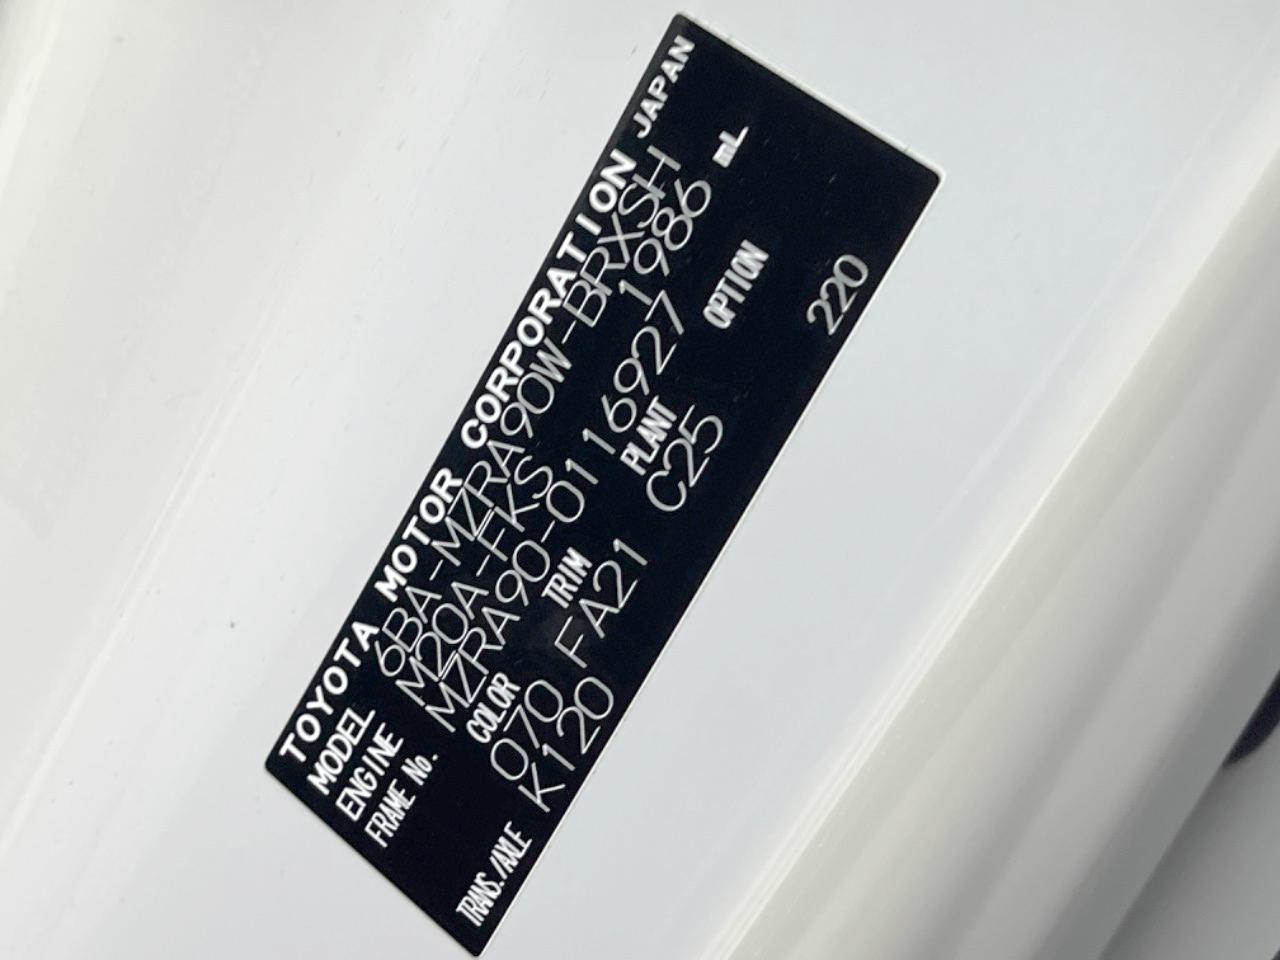 TOYOTA MOTOR CORPORATION JAPAN
MODEL 6BA-MZRA90W-BRXSH
ENGINE M20A-FKS 1986 mL
FRAME No. MZRA90-0116927
COLOR TRIM PLANT OPTION
070 FA21 C25 220
TRANS./AXLE K120